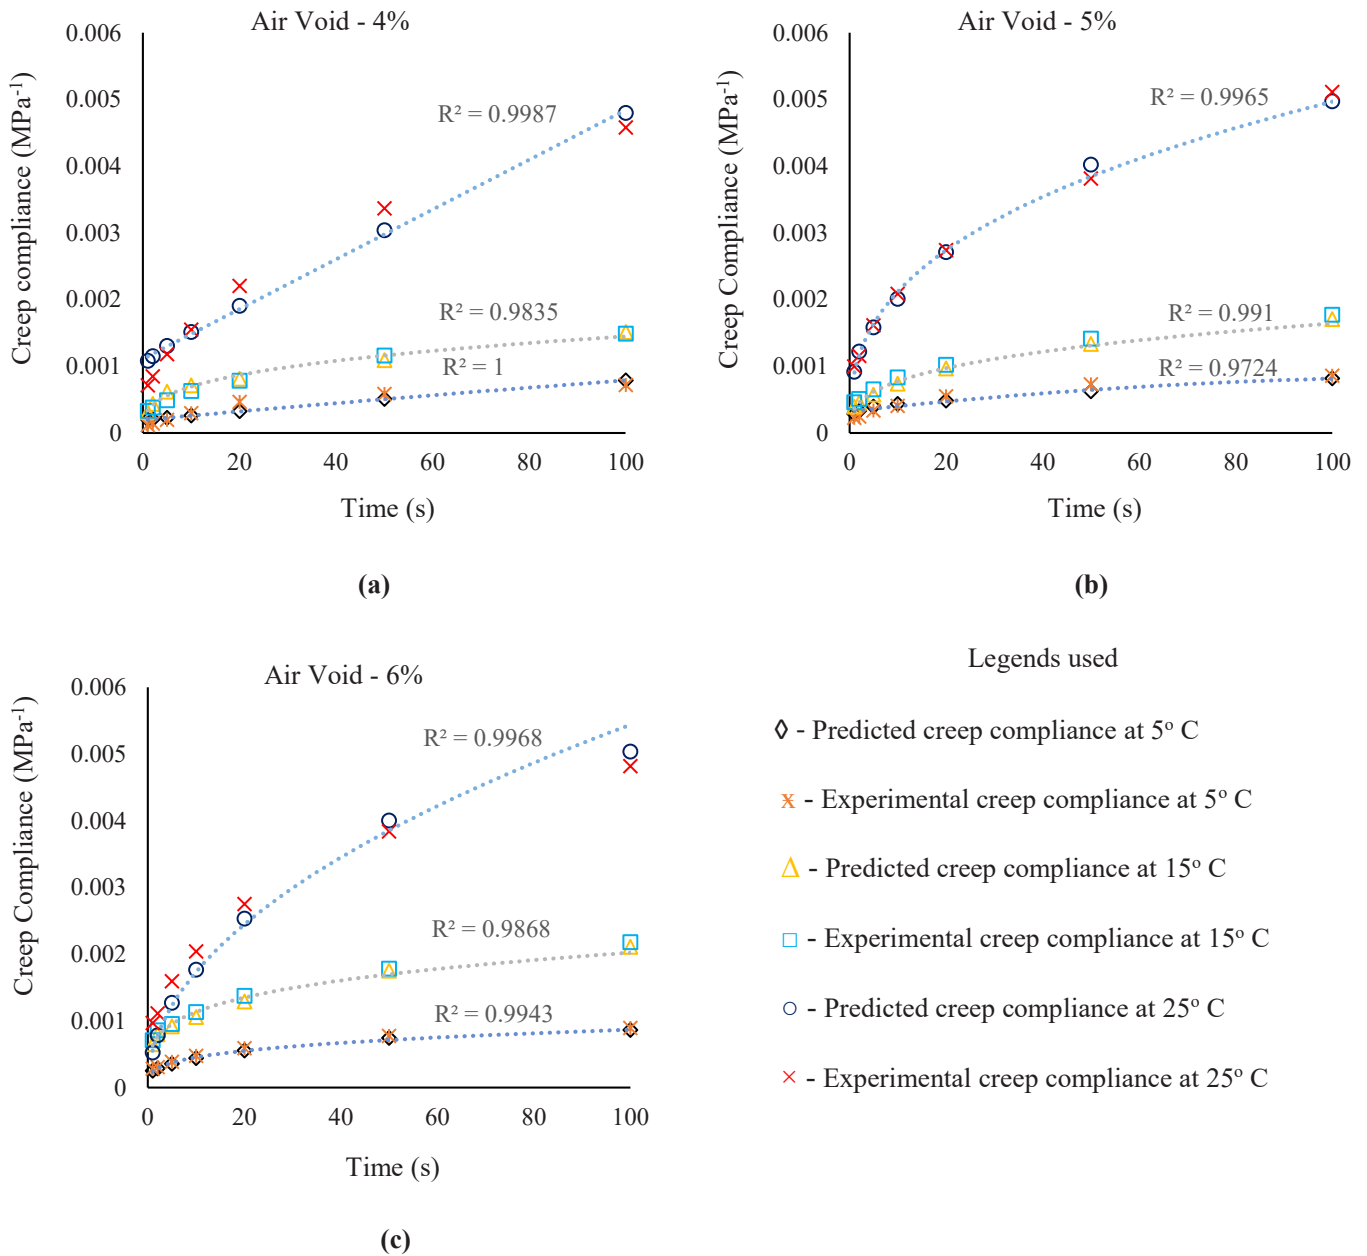 Air Void - 4%
0.006
0.005
0.004
0.003
0.002
0.001
0
Creep compliance (MPa⁻¹)
R² = 0.9987
R² = 0.9835
R² = 1
0 20 40 60 80 100
Time (s)
(a)
Air Void - 5%
0.006
0.005
0.004
0.003
0.002
0.001
0
Creep Compliance (MPa⁻¹)
R² = 0.9965
R² = 0.991
R² = 0.9724
0 20 40 60 80 100
Time (s)
(b)
Air Void - 6%
0.006
0.005
0.004
0.003
0.002
0.001
0
Creep Compliance (MPa⁻¹)
R² = 0.9968
R² = 0.9868
R² = 0.9943
0 20 40 60 80 100
Time (s)
(c)
Legends used
- Predicted creep compliance at 5° C
- Experimental creep compliance at 5° C
- Predicted creep compliance at 15° C
- Experimental creep compliance at 15° C
- Predicted creep compliance at 25° C
- Experimental creep compliance at 25° C